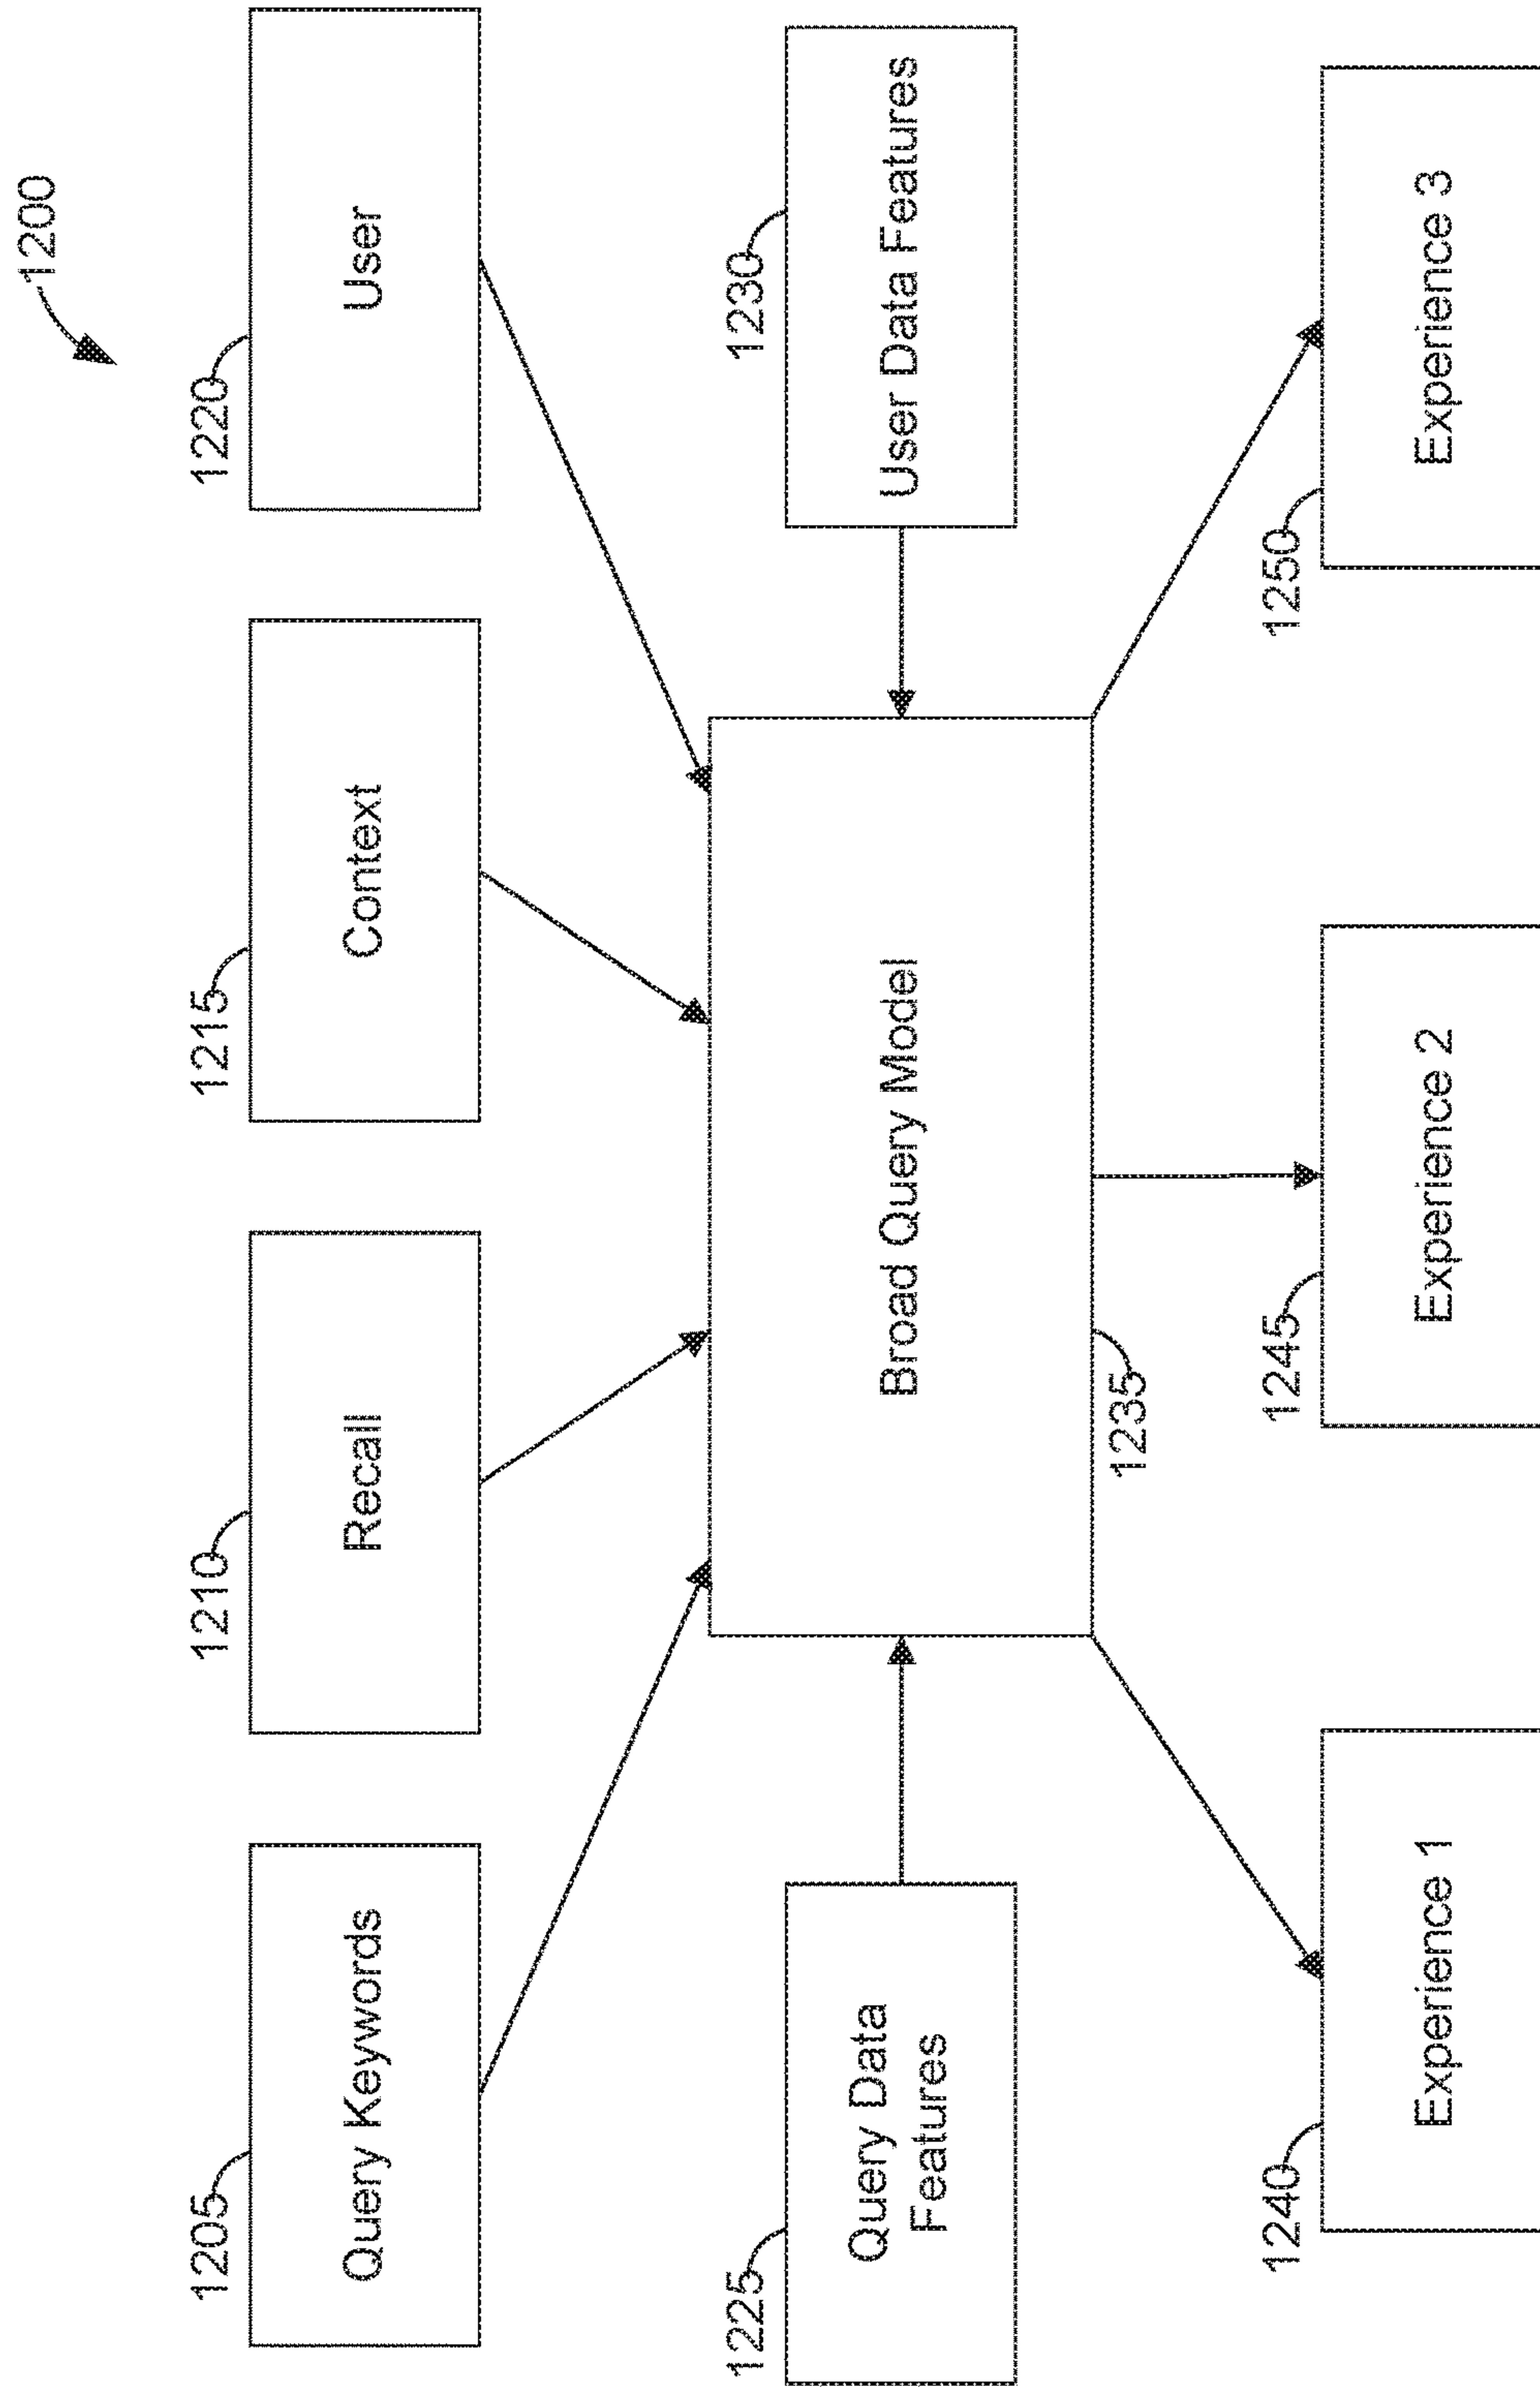 1200
1205
1210
1215
1220
Query Keywords
Recall
Context
User
1225
1230
Query Data
Features
Broad Query Model
User Data Features
1235
1240
1245
1250
Experience 1
Experience 2
Experience 3